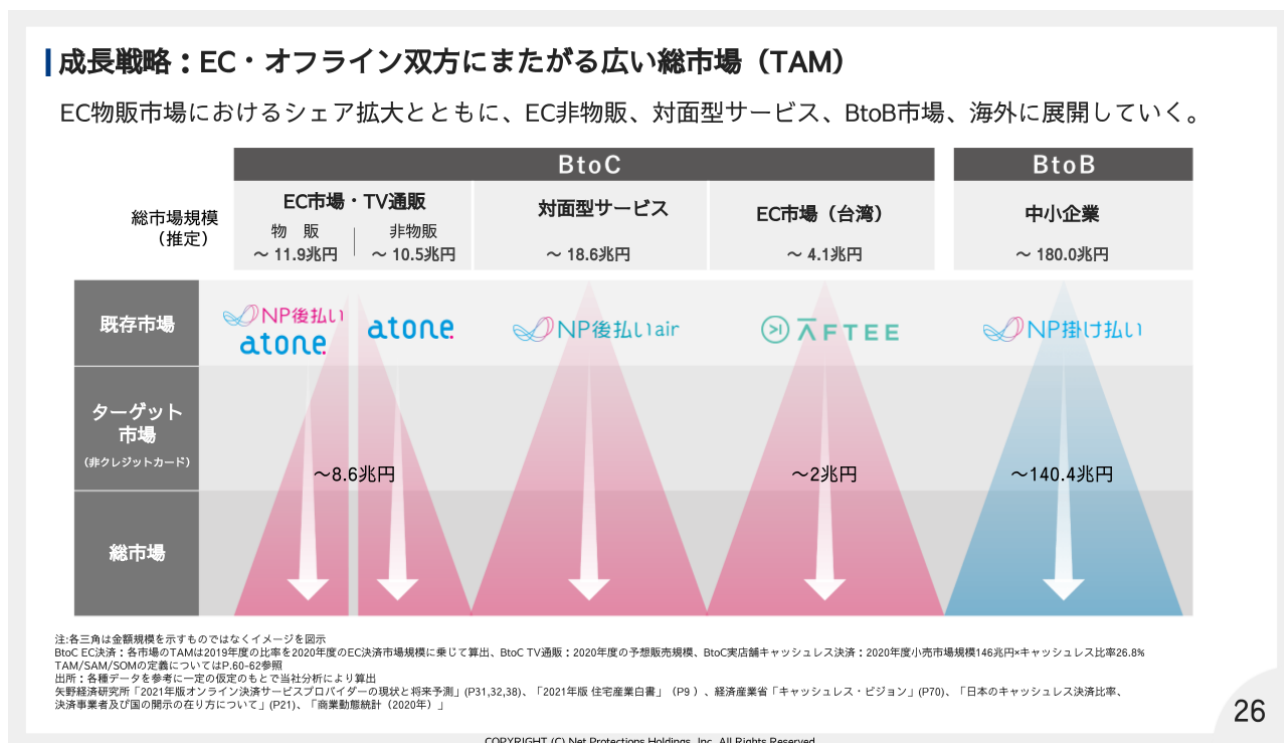 成長戦略：EC・オフライン双方にまたがる広い総市場（TAM）
EC物販市場におけるシェア拡大とともに、EC非物販、対面型サービス、BtoB市場、海外に展開していく。
BtoC
BtoB
総市場規模
（推定）
EC市場・TV通販
物　販
～ 11.9兆円
非物販
～ 10.5兆円
対面型サービス
～ 18.6兆円
EC市場（台湾）
～ 4.1兆円
中小企業
～ 180.0兆円
既存市場
NP後払い
atone
atone
NP後払いair
AFTEE
NP掛け払い
ターゲット
市場
（非クレジットカード）
～8.6兆円
～2兆円
～140.4兆円
総市場
注:各三角は金額規模を示すものではなくイメージを図示
BtoC EC決済：各市場のTAMは2019年度の比率を2020年度のEC決済市場規模に乗じて算出、BtoC TV通販：2020年度の予想販売規模、BtoC実店舗キャッシュレス決済：2020年度小売市場規模146兆円×キャッシュレス比率26.8%
TAM/SAM/SOMの定義についてはP.60-62参照
出所：各種データを参考に一定の仮定のもとで当社分析により算出
矢野経済研究所「2021年版オンライン決済サービスプロバイダーの現状と将来予測」(P31,32,38)、「2021年版 住宅産業白書」（P9 ）、経済産業省「キャッシュレス・ビジョン」(P70)、「日本のキャッシュレス決済比率、
決済事業者及び国の開示の在り方について」(P21)、「商業動態統計（2020年）」
26
COPYRIGHT (C) Net Protections Holdings, Inc. All Rights Reserved.